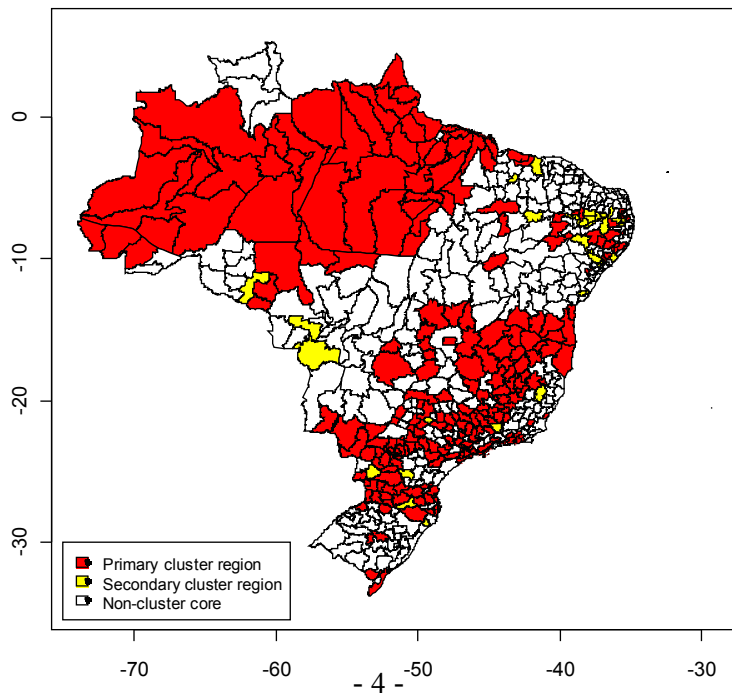 0
-10
-20
-30
Primary cluster region
Secondary cluster region
Non-cluster core
-70 -60 -50 -40 -30
- 4 -